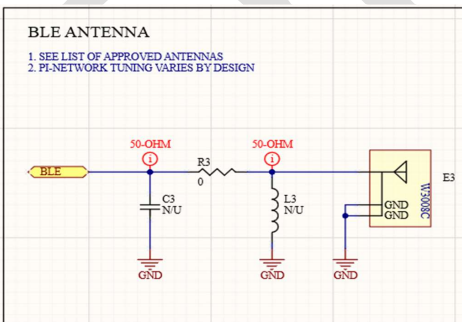 BLE ANTENNA
1. SEE LIST OF APPROVED ANTENNAS
2. PI-NETWORK TUNING VARIES BY DESIGN
50-OHM
50-OHM
i
i
R3
BLE
0
E3
C3
N/U
L3
N/U
W3008C
GND
GND
GND
GND
GND